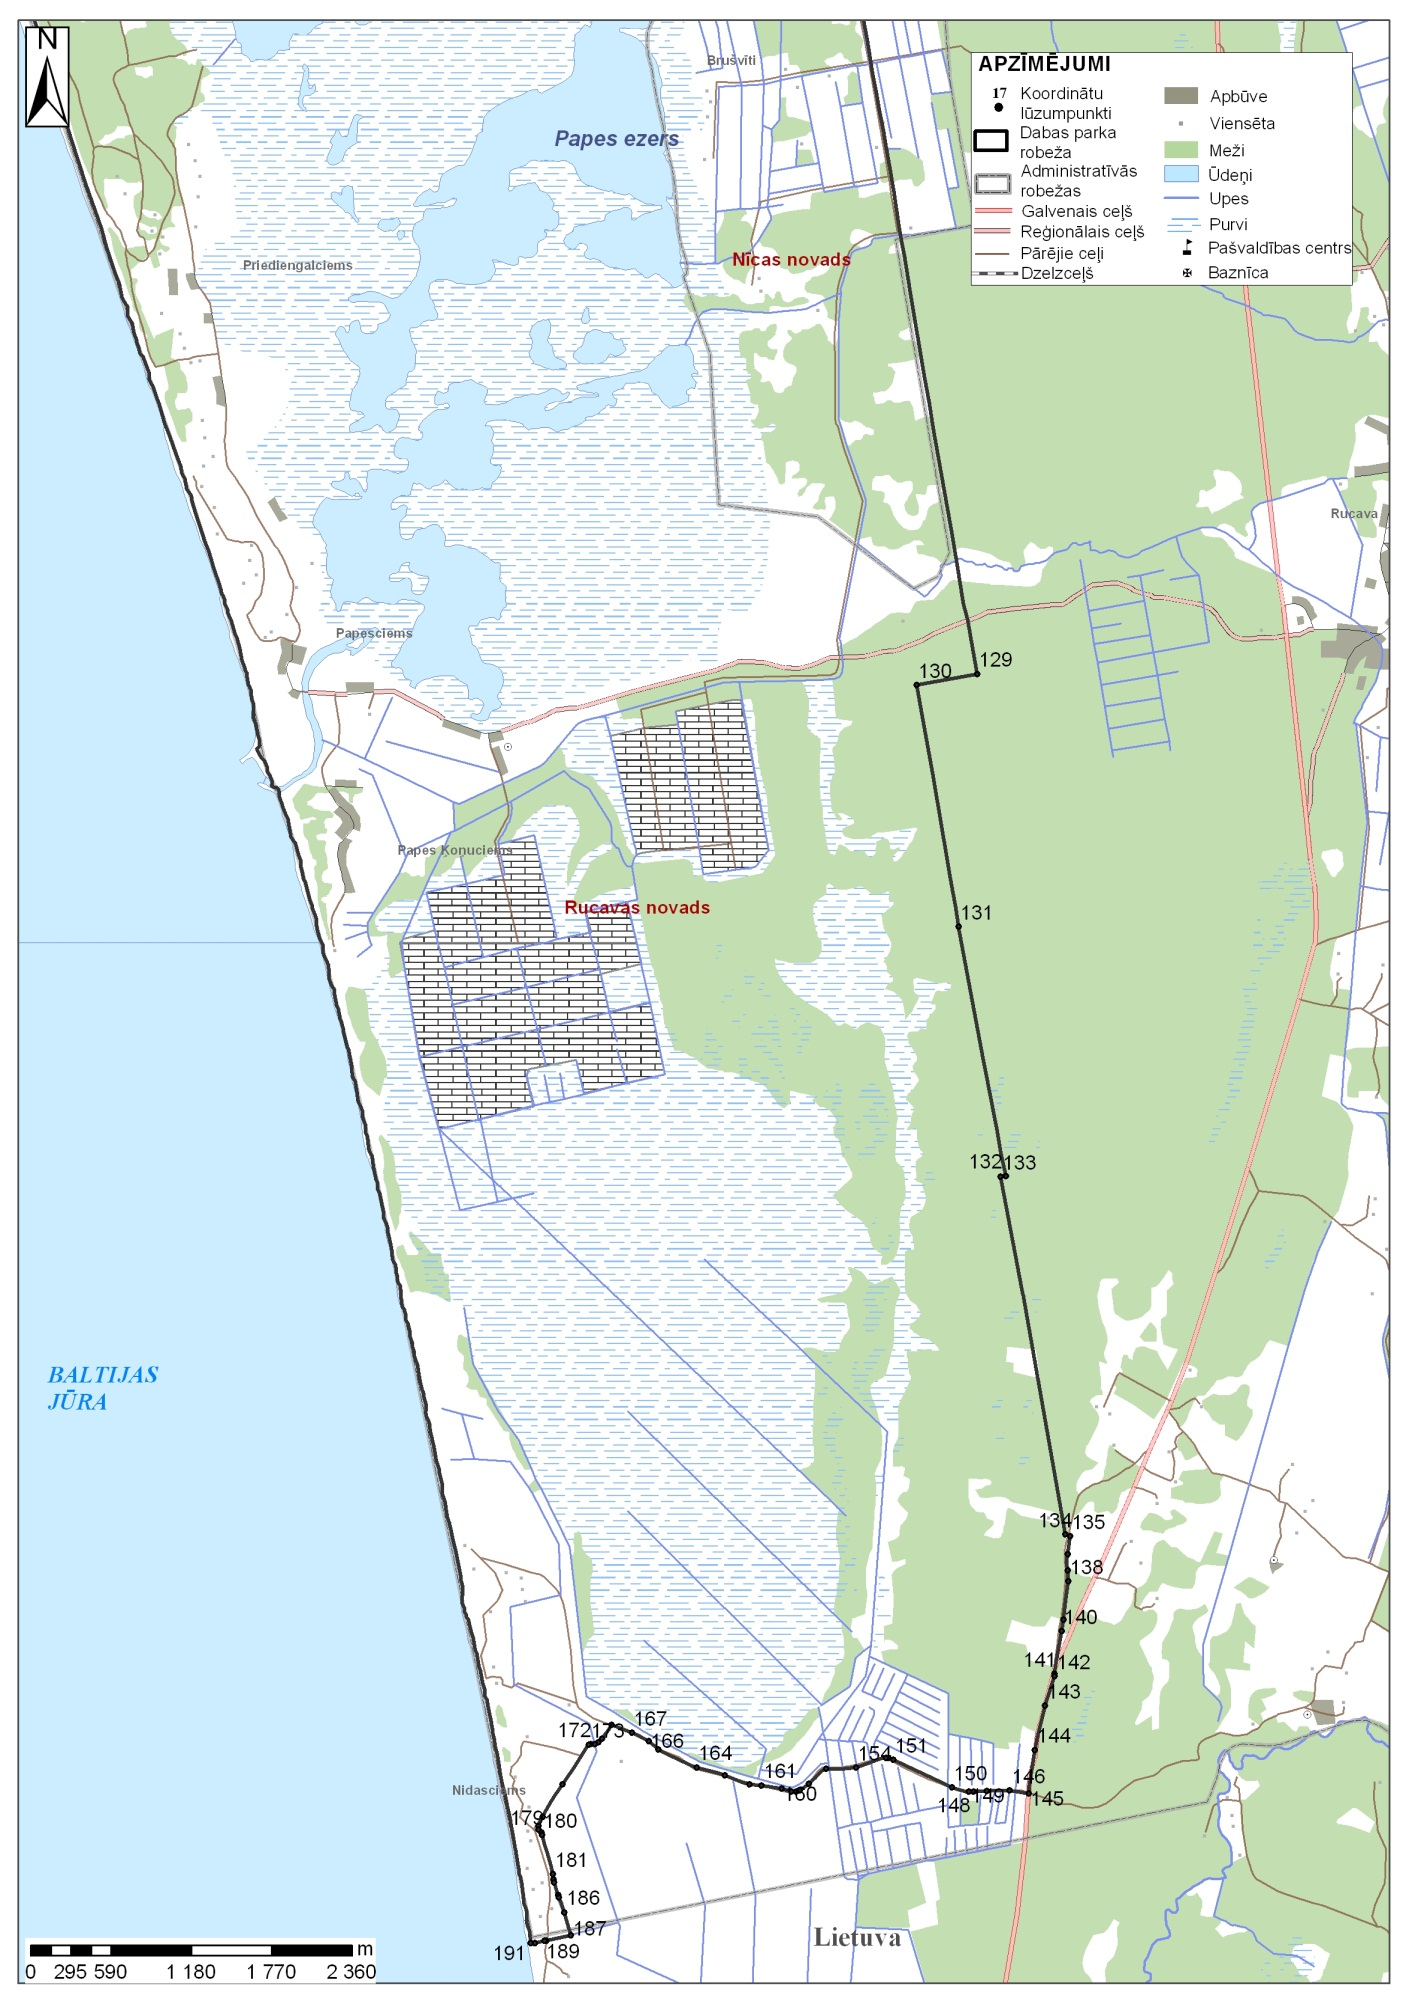 N
Brušvīti
Papes ezers
APZĪMĒJUMI
17 Koordinātu
lūzumpunkti
Dabas parka
robeža
Administratīvās
robežas
Galvenais ceļš
Reģionālais ceļš
Pārējie ceļi
Dzelzceļš
Apbūve
Viensēta
Meži
Ūdeņi
Upes
Purvi
Pašvaldības centrs
Baznīca
Priediengalciems
Nīcas novads
Rucava
Papesciems
129
130
Papes Ķoņuciems
Rucavas novads
131
132
133
BALTIJAS
JŪRA
134
135
138
140
141
142
143
144
145
146
148
149
150
151
154
160
161
164
166
167
172
173
Nidasciems
179
180
181
186
187
189
191
Lietuva
0 295 590 1 180 1 770 2 360 m